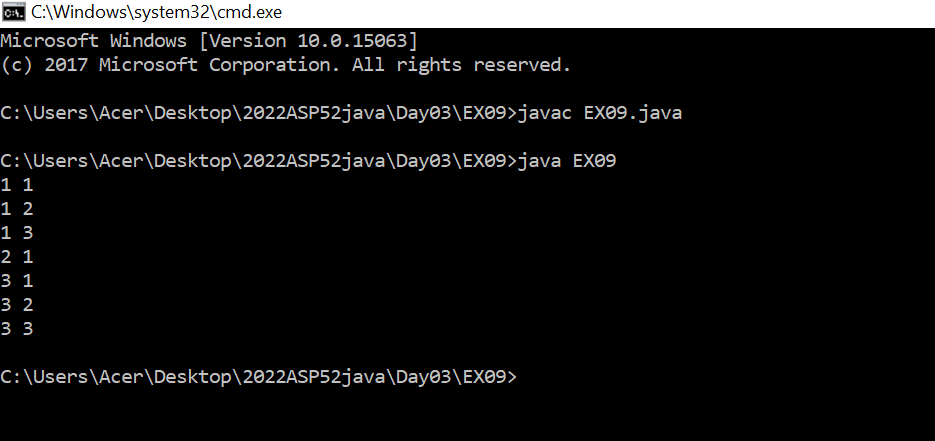 C:\Windows\system32\cmd.exe
Microsoft Windows [Version 10.0.15063]
(c) 2017 Microsoft Corporation. All rights reserved.
C:\Users\Acer\Desktop\2022ASP52java\Day03\EX09>javac EX09.java
C:\Users\Acer\Desktop\2022ASP52java\Day03\EX09>java EX09
1 1
1 2
1 3
2 1
3 1
3 2
3 3
C:\Users\Acer\Desktop\2022ASP52java\Day03\EX09>